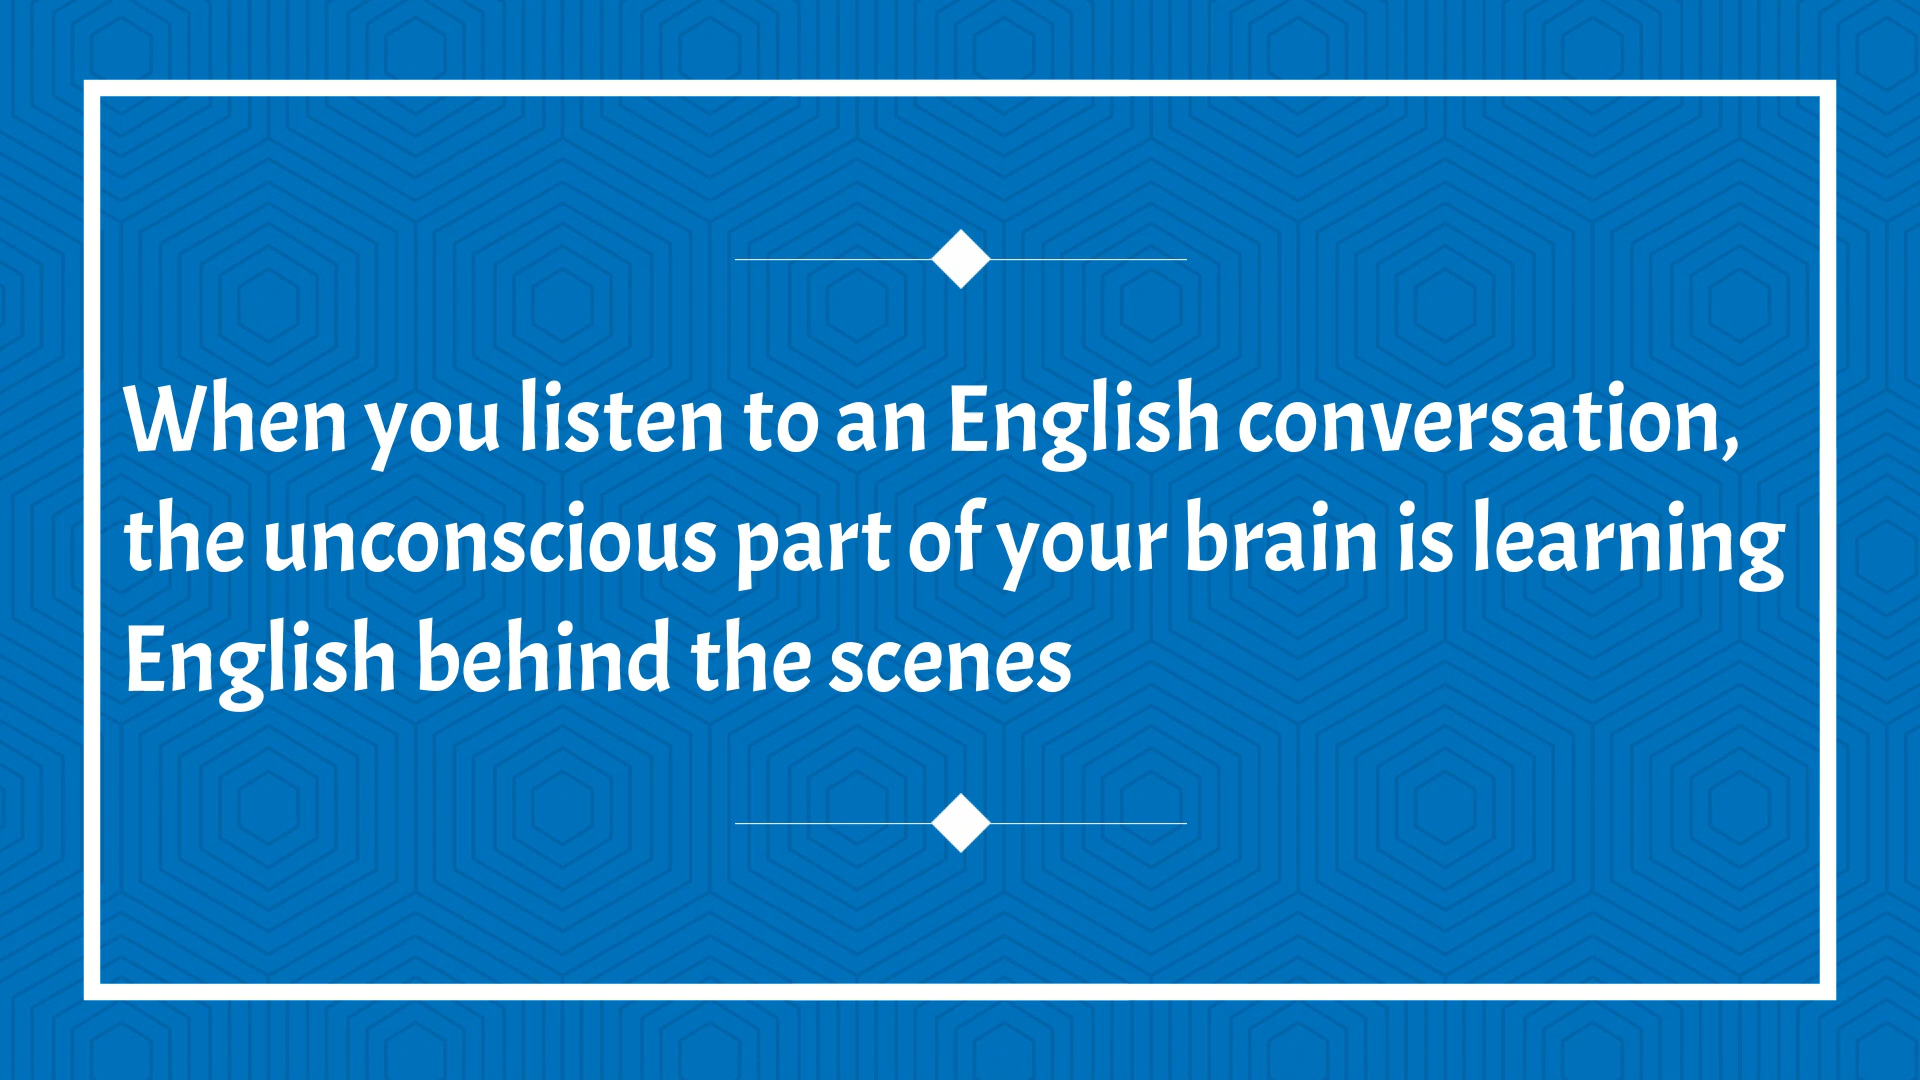 When you listen to an English conversation,
the unconscious part of your brain is learning
English behind the scenes